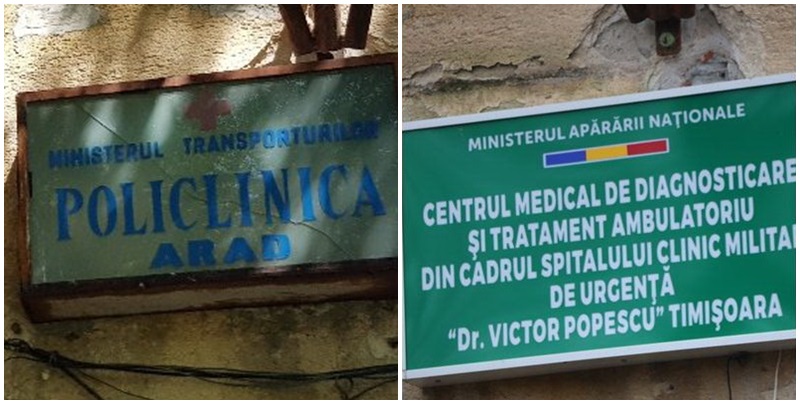 MINISTERUL TRANSPORTURILOR
POLICLINICA
ARAD
MINISTERUL APĂRĂRII NAȚIONALE
CENTRUL MEDICAL DE DIAGNOSTICARE
ȘI TRATAMENT AMBULATORIU
DIN CADRUL SPITALULUI CLINIC MILITA
DE URGENȚĂ
“Dr. VICTOR POPESCU” TIMIȘOARA